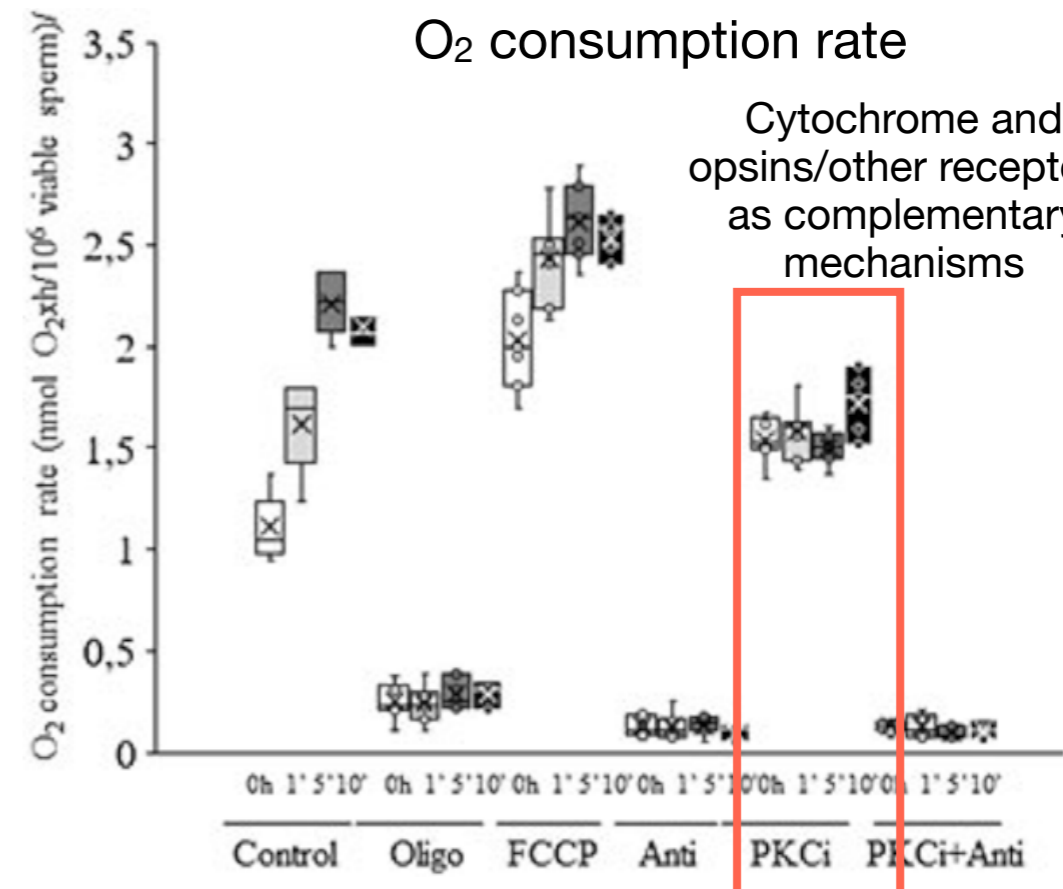 O₂ consumption rate
Cytochrome and
opsins/other recepto
as complementary
mechanisms
O₂ consumption rate (nmol O₂xh/10⁶ viable sperm)/
3,5
3
2,5
2
1,5
1
0,5
0
0h 1' 5' 10' 0h 1' 5' 10' 0h 1' 5' 10' 0h 1' 5' 10' 0h 1' 5' 10' 0h 1' 5' 10'
Control Oligo FCCP Anti PKCi PKCi+Anti